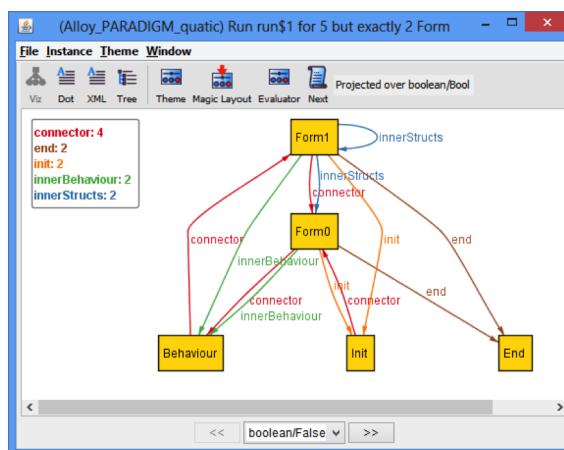 (Alloy_PARADIGM_quatic) Run run$1 for 5 but exactly 2 Form
File Instance Theme Window
Viz Dot XML Tree Theme Magic Layout Evaluator Next Projected over boolean/Bool
connector: 4
end: 2
init: 2
innerBehaviour: 2
innerStructs: 2
Form1
innerStructs
innerStructs
connector
Form0
connector
init
end
innerBehaviour
end
init
connector
connector
innerBehaviour
Behaviour
Init
End
<< boolean/False >>